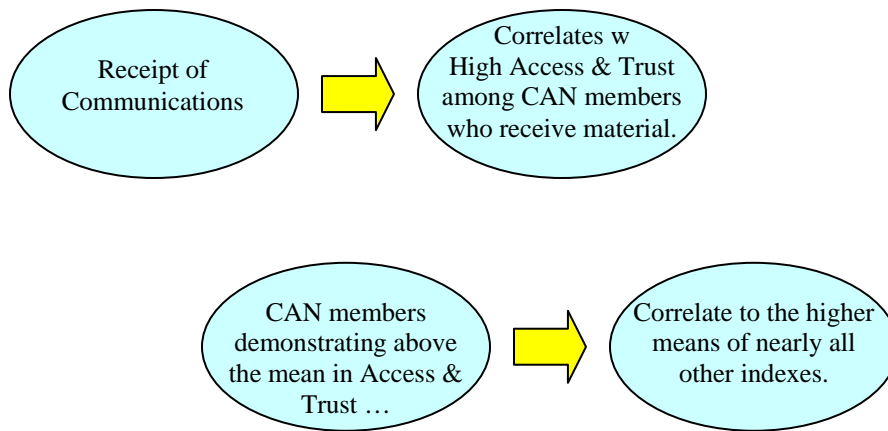 Receipt of
Communications
Correlates w
High Access & Trust
among CAN members
who receive material.
CAN members
demonstrating above
the mean in Access &
Trust …
Correlate to the higher
means of nearly all
other indexes.